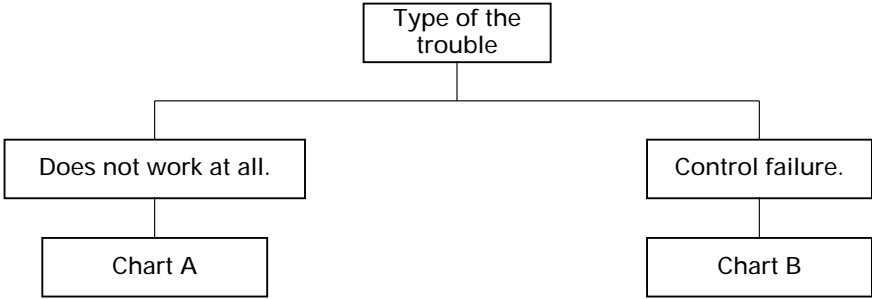 Type of the
trouble
Does not work at all.
Control failure.
Chart A
Chart B